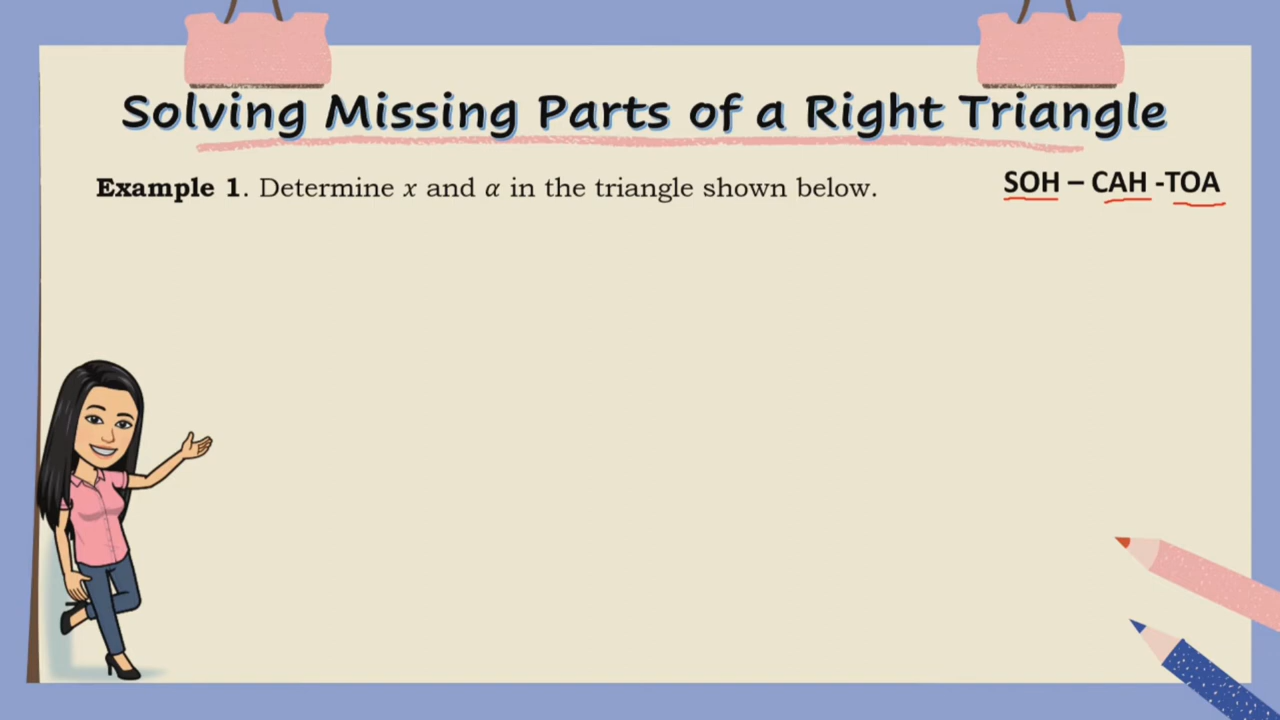 Solving Missing Parts of a Right Triangle
Example 1. Determine x and α in the triangle shown below.
SOH – CAH -TOA